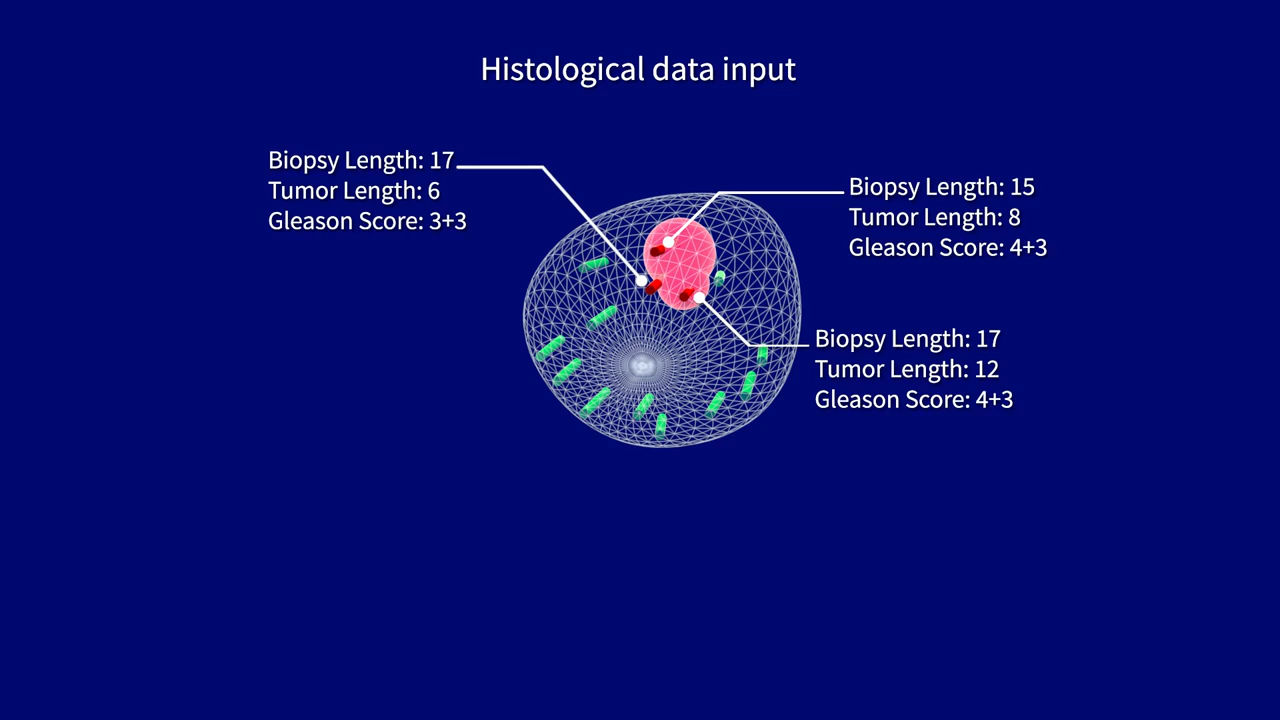 Histological data input
Biopsy Length: 17
Tumor Length: 6
Gleason Score: 3+3
Biopsy Length: 15
Tumor Length: 8
Gleason Score: 4+3
Biopsy Length: 17
Tumor Length: 12
Gleason Score: 4+3